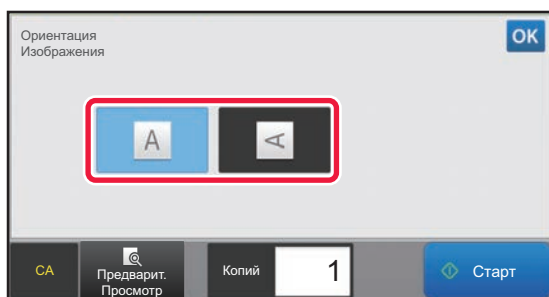 Ориентация
Изображения
OK
A
A
CA
Предварит.
Просмотр
Копий
1
Старт